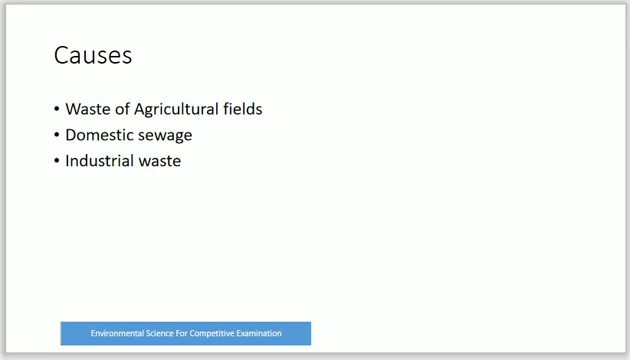 Causes
• Waste of Agricultural fields
• Domestic sewage
• Industrial waste
Environmental Science For Competitive Examination